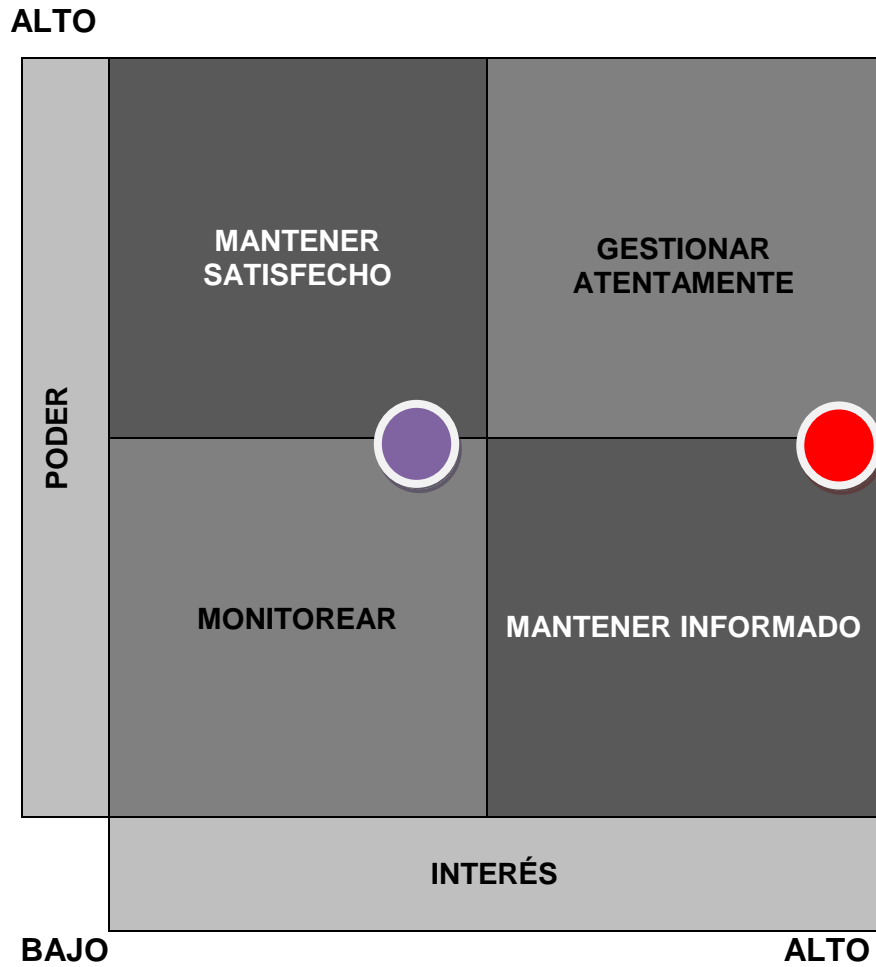 ALTO
MANTENER
SATISFECHO
GESTIONAR
ATENTAMENTE
PODER
MONITOREAR
MANTENER INFORMADO
INTERÉS
BAJO
ALTO